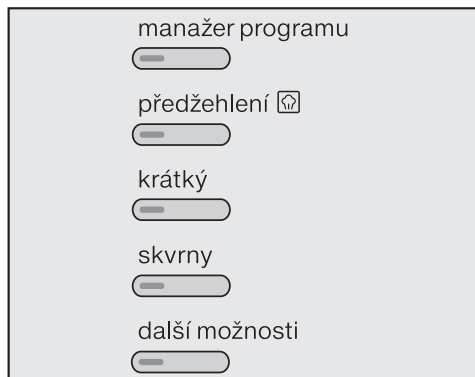 manažer programu
předžehlení
krátký
skvrny
další možnosti